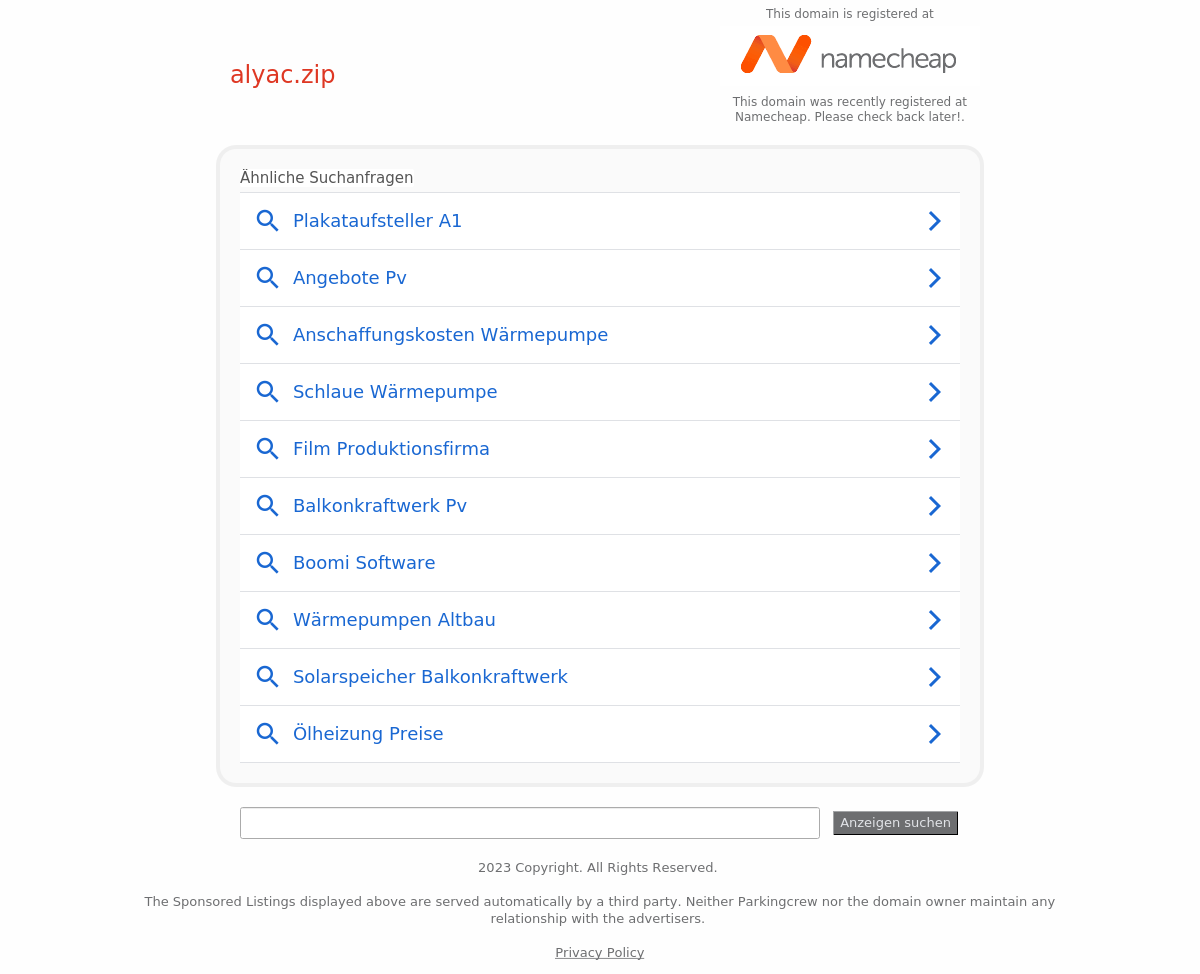 This domain is registered at
namecheap
alyac.zip
This domain was recently registered at
Namecheap. Please check back later!.
Ähnliche Suchanfragen
Plakataufsteller A1
Angebote Pv
Anschaffungskosten Wärmepumpe
Schlaue Wärmepumpe
Film Produktionsfirma
Balkonkraftwerk Pv
Boomi Software
Wärmepumpen Altbau
Solarspeicher Balkonkraftwerk
Ölheizung Preise
Anzeigen suchen
2023 Copyright. All Rights Reserved.
The Sponsored Listings displayed above are served automatically by a third party. Neither Parkingcrew nor the domain owner maintain any
relationship with the advertisers.
Privacy Policy